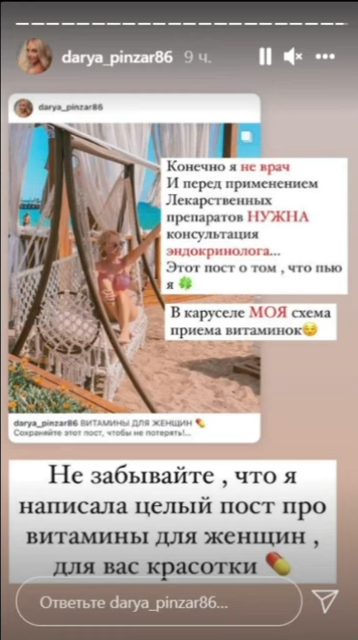 darya_pinzar86 9 ч.
darya_pinzar86
Конечно я не врач
И перед применением
Лекарственных
препаратов НУЖНА
консультация
эндокринолога...
Этот пост о том , что пью
я 🍀
В каруселе МОЯ схема
приема витаминок☺️
darya_pinzar86 ВИТАМИНЫ ДЛЯ ЖЕНЩИН 💊
Сохраняйте этот пост, чтобы не потерять!...
Не забывайте , что я
написала целый пост про
витамины для женщин ,
для вас красотки 💊
Ответьте darya_pinzar86...